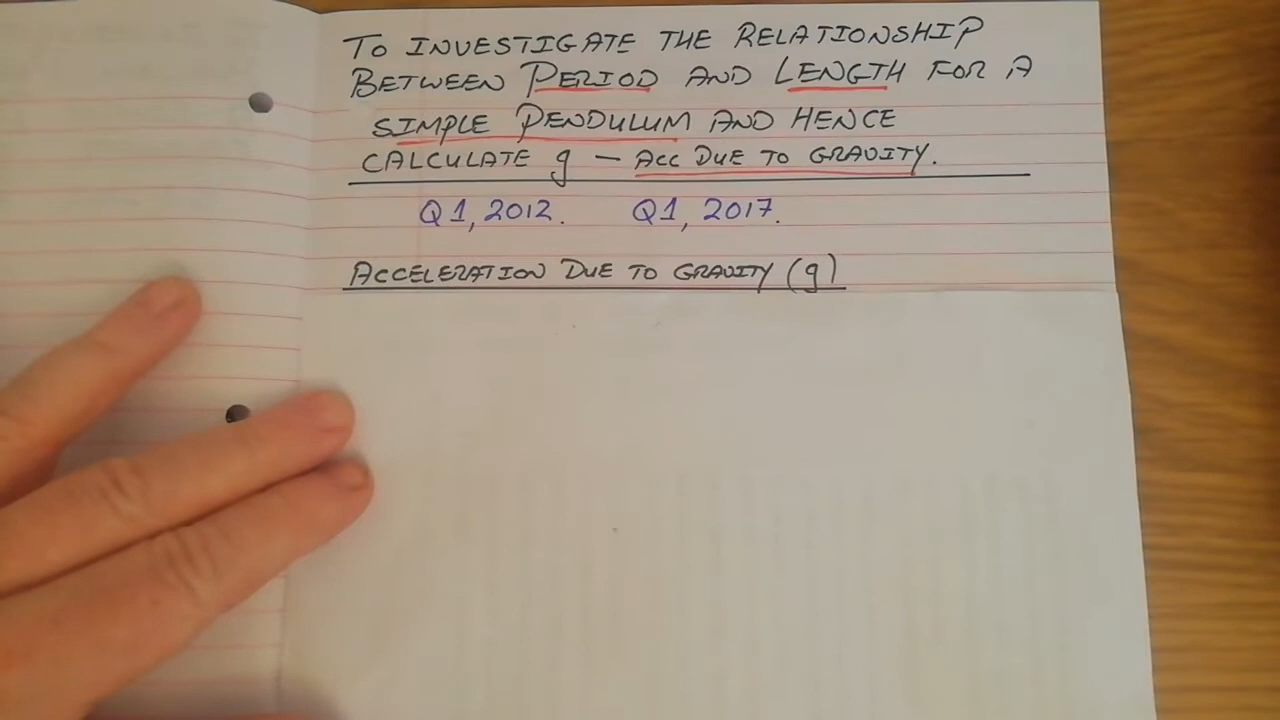 TO INVESTIGATE THE RELATIONSHIP
BETWEEN PERIOD AND LENGTH FOR A
SIMPLE PENDULUM AND HENCE
CALCULATE g – ACC DUE TO GRAVITY.
Q1, 2012. Q1, 2017.
ACCELERATION DUE TO GRAVITY (g)